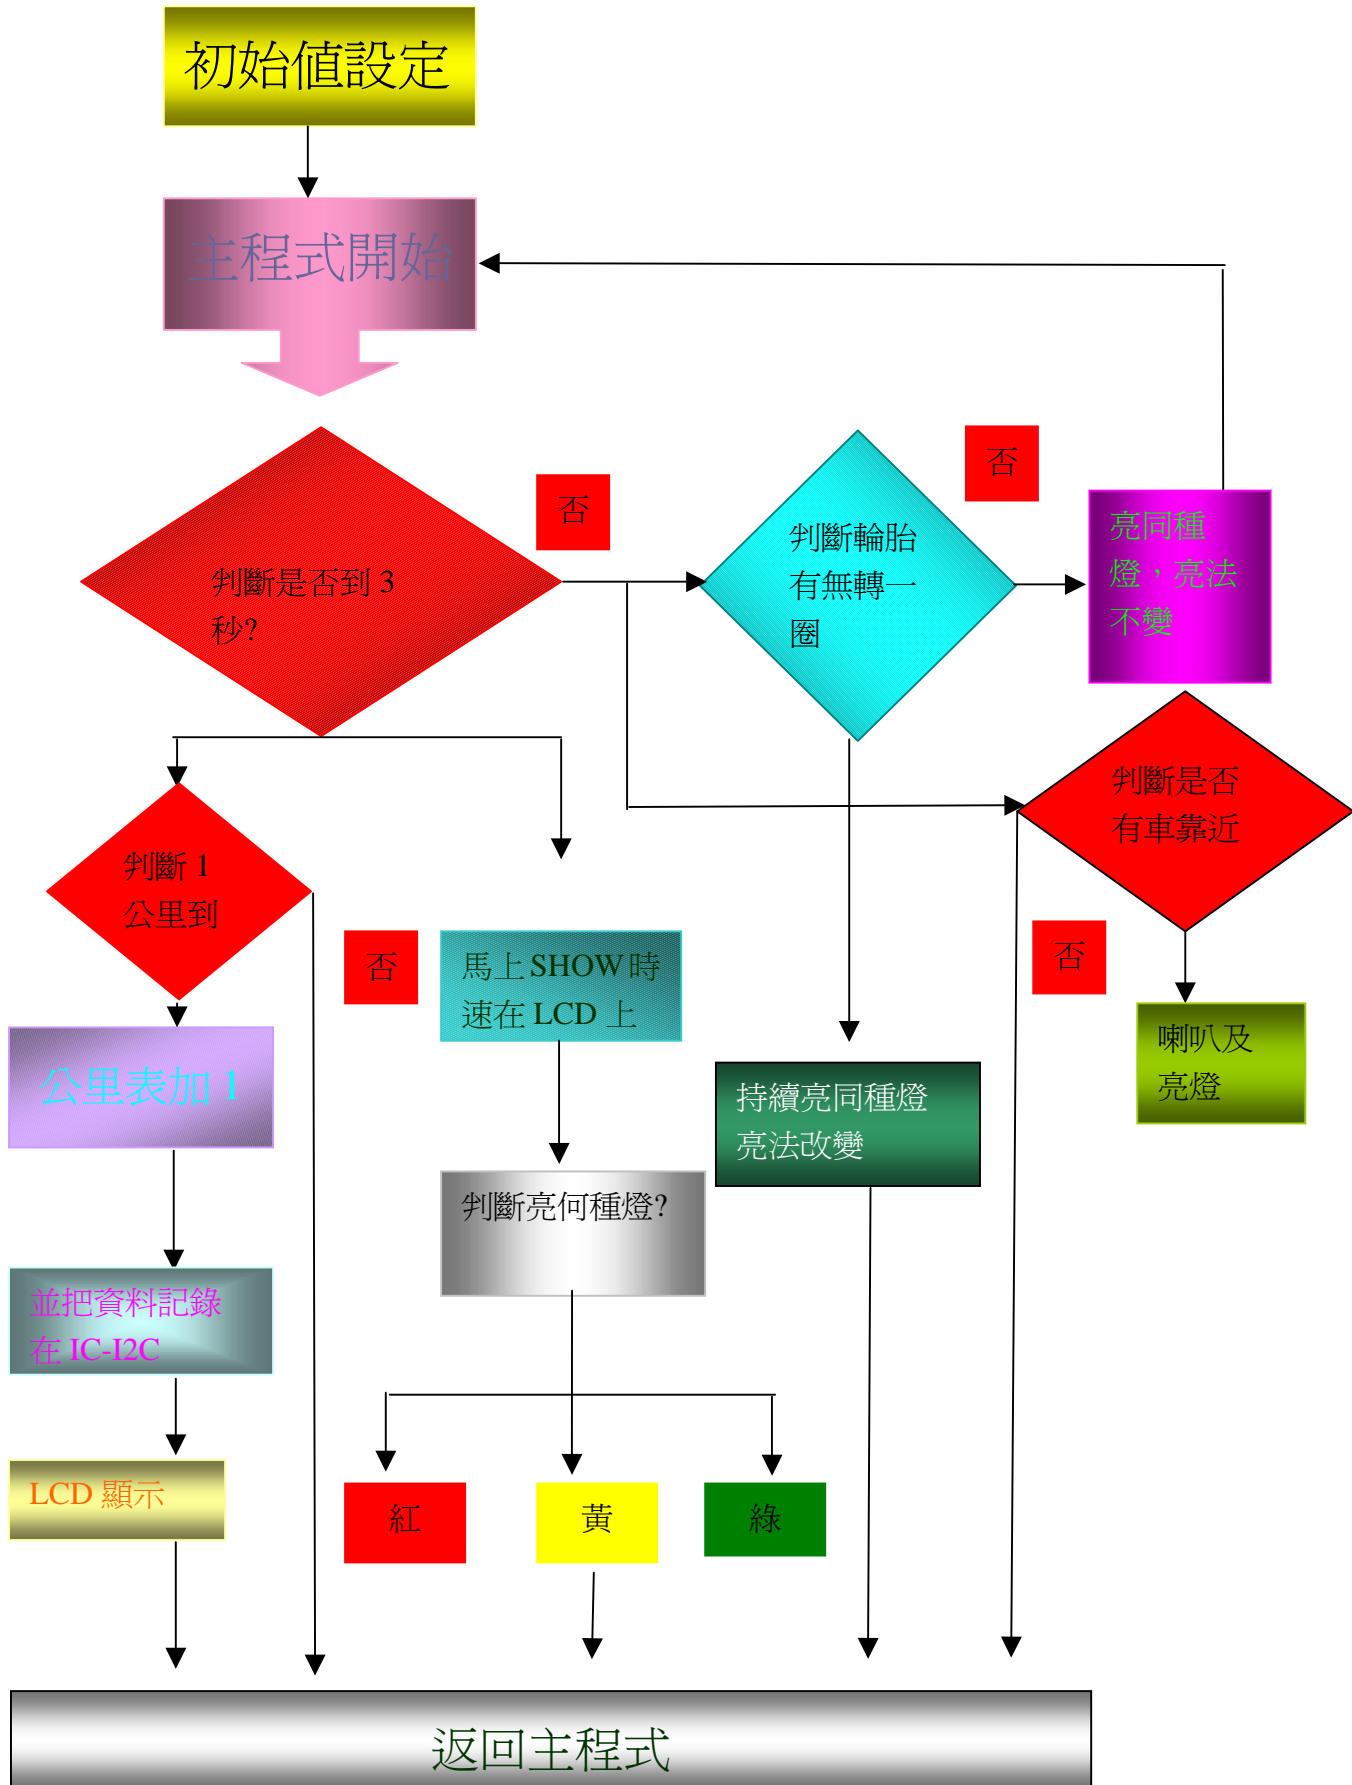 初始值設定
主程式開始
否
否
判斷是否到 3
秒?
判斷輪胎
有無轉一
圈
亮同種
燈，亮法
不變
判斷是否
有車靠近
判斷 1
公里到
否
馬上 SHOW 時
速在 LCD 上
否
喇叭及
亮燈
公里表加 1
持續亮同種燈
亮法改變
判斷亮何種燈?
並把資料記錄
在 IC-I2C
LCD 顯示
紅
黃
綠
返回主程式